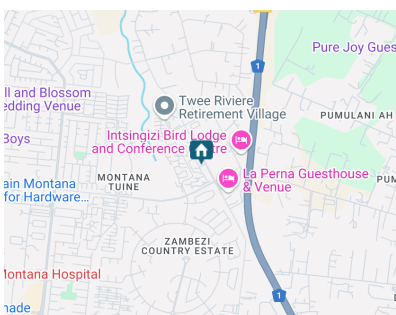 Pure Joy Gues
1
ll and Blossom
edding Venue
Twee Riviere
Retirement Village
PUMULANI AH
Boys
Intsingizi Bird Lodge
and Conference Centre
La Perna Guesthouse
& Venue
ain Montana
for Hardware...
MONTANA
TUINE
PUM
ZAMBEZI
COUNTRY ESTATE
Montana Hospital
1
nade